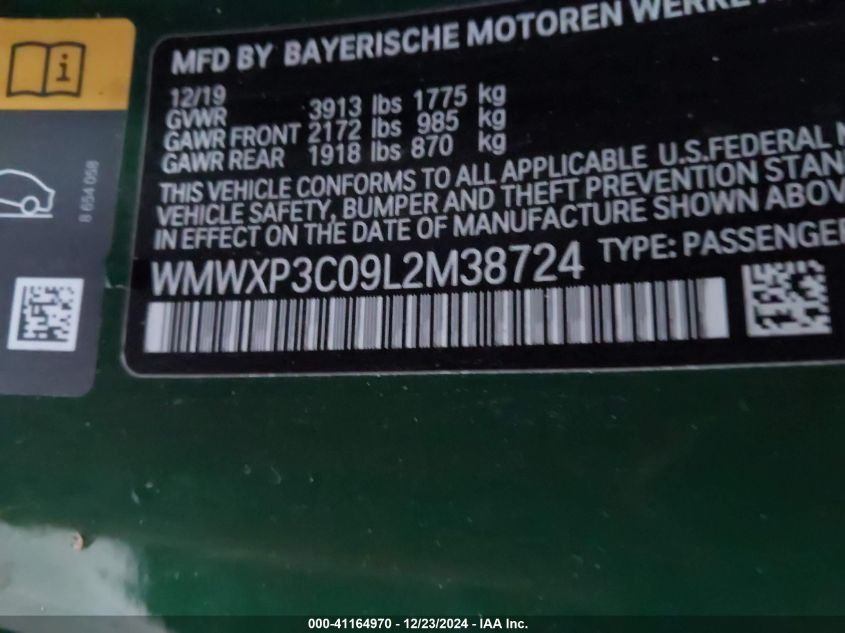 MFD BY BAYERISCHE MOTOREN
12/19
GVWR 3913 lbs 1775 kg
GAWR FRONT 2172 lbs 985 kg
GAWR REAR 1918 lbs 870 kg
THIS VEHICLE CONFORMS TO ALL APPLICABLE U.S.FEDERAL
VEHICLE SAFETY, BUMPER AND THEFT PREVENTION STAN
IN EFFECT ON THE DATE OF MANUFACTURE SHOWN ABOV
WMWXP3C09L2M38724 TYPE: PASSENGER
8 654 058
000-41164970 - 12/23/2024 - IAA Inc.